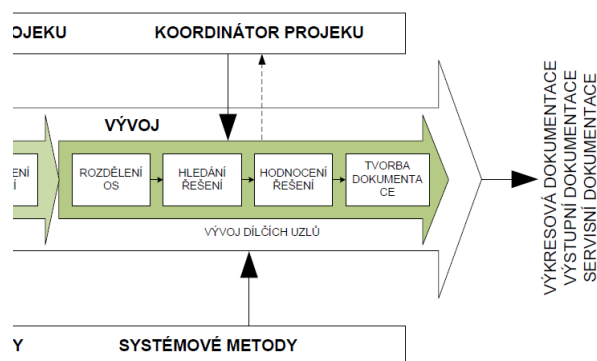 OJEKU
KOORDINÁTOR PROJEKU
VÝVOJ
ENÍ
Í
ROZDĚLENÍ
OS
HLEDÁNÍ
ŘEŠENÍ
HODNOCENÍ
ŘEŠENÍ
TVORBA
DOKUMENTA
CE
VÝVOJ DÍLČÍCH UZLŮ
Y
SYSTÉMOVÉ METODY
VÝKRESOVÁ DOKUMENTACE
VÝSTUPNÍ DOKUMENTACE
SERVISNÍ DOKUMENTACE